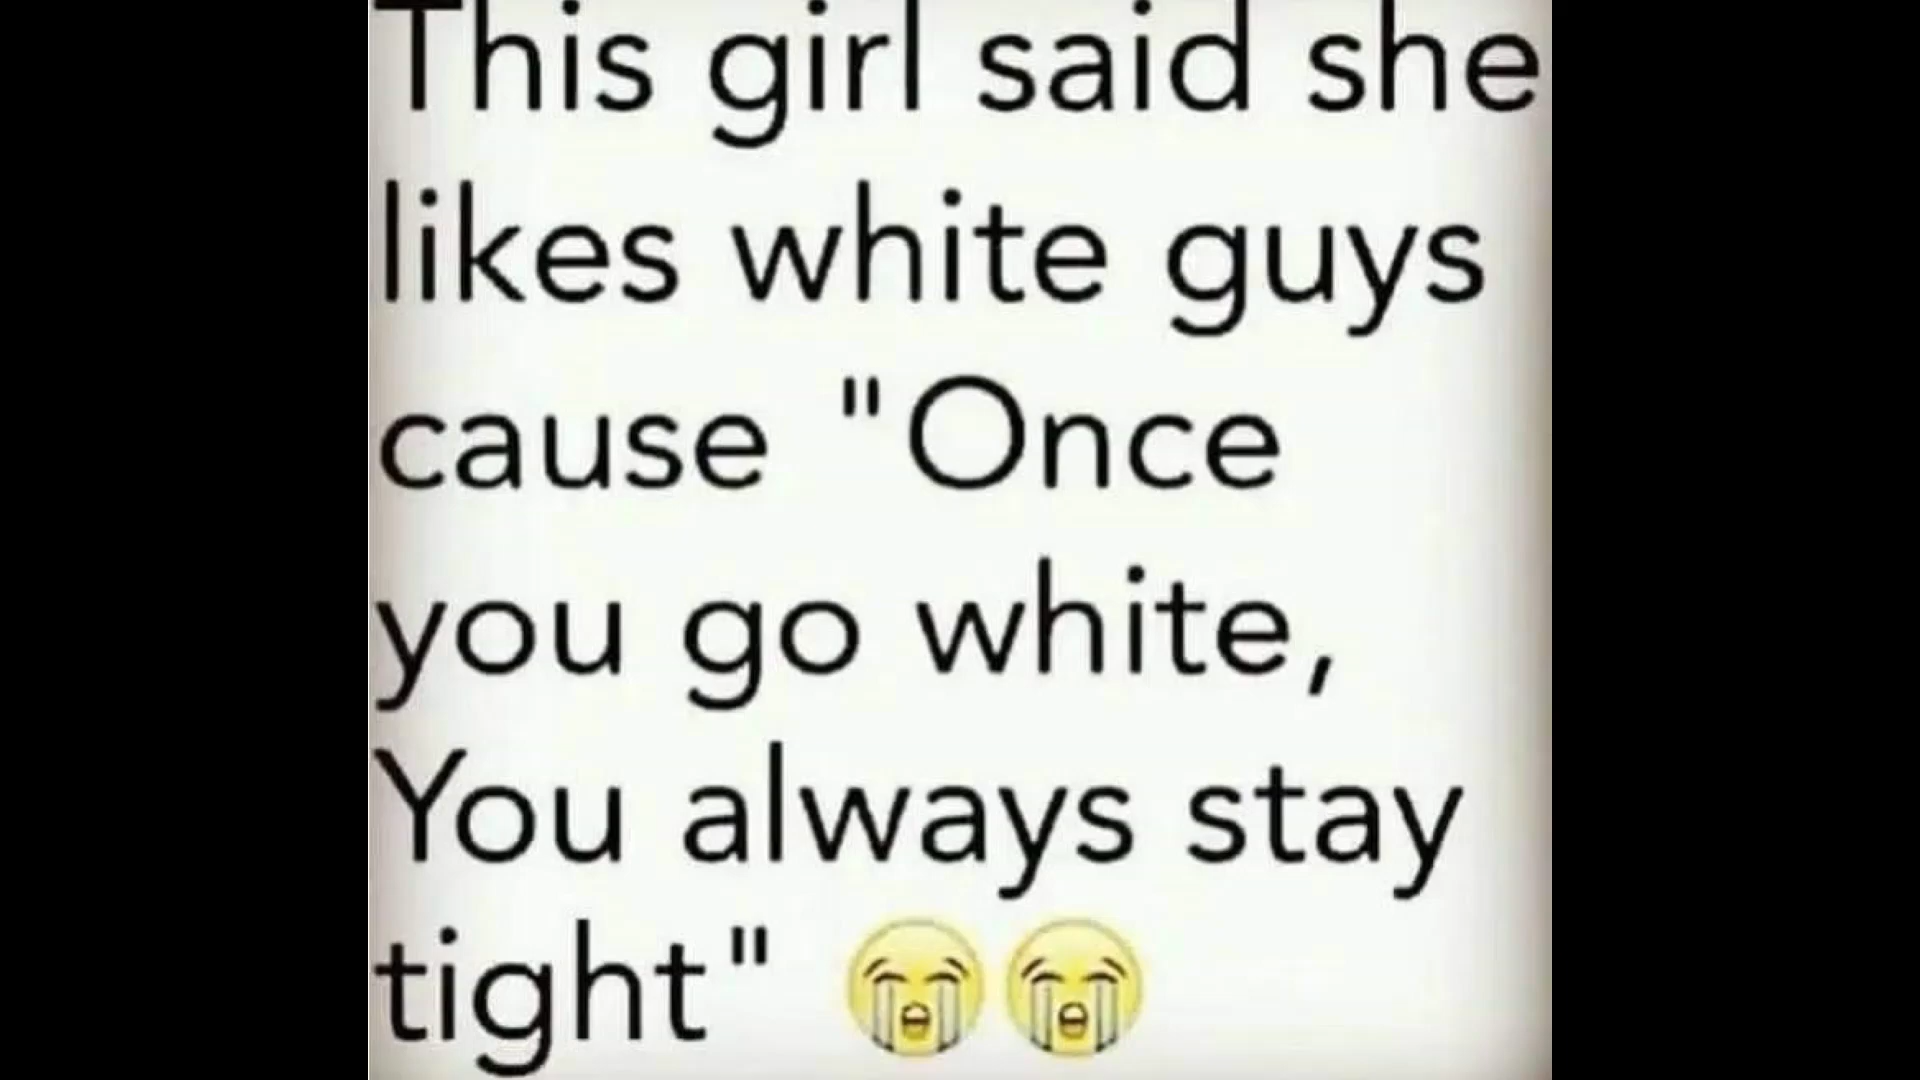 This girl said she
likes white guys
cause "Once
you go white,
You always stay
tight" 😭😭